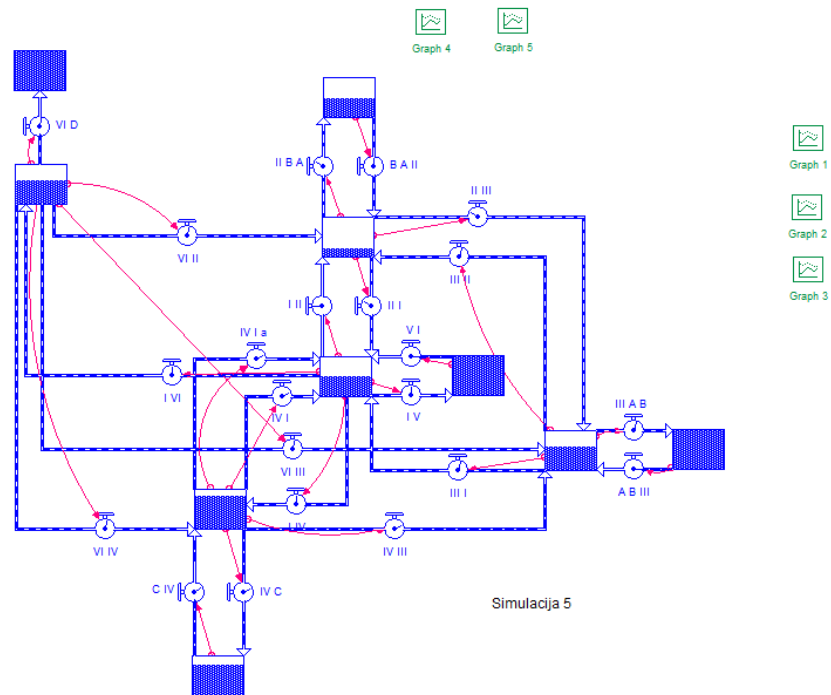 Graph 4
Graph 5
VI D
Graph 1
II B A
B A II
II III
Graph 2
VI II
III II
Graph 3
I II
II I
IV I a
V I
I VI
IV I
I V
III A B
VI III
III I
A B III
I IV
VI IV
IV III
C IV
IV C
Simulacija 5